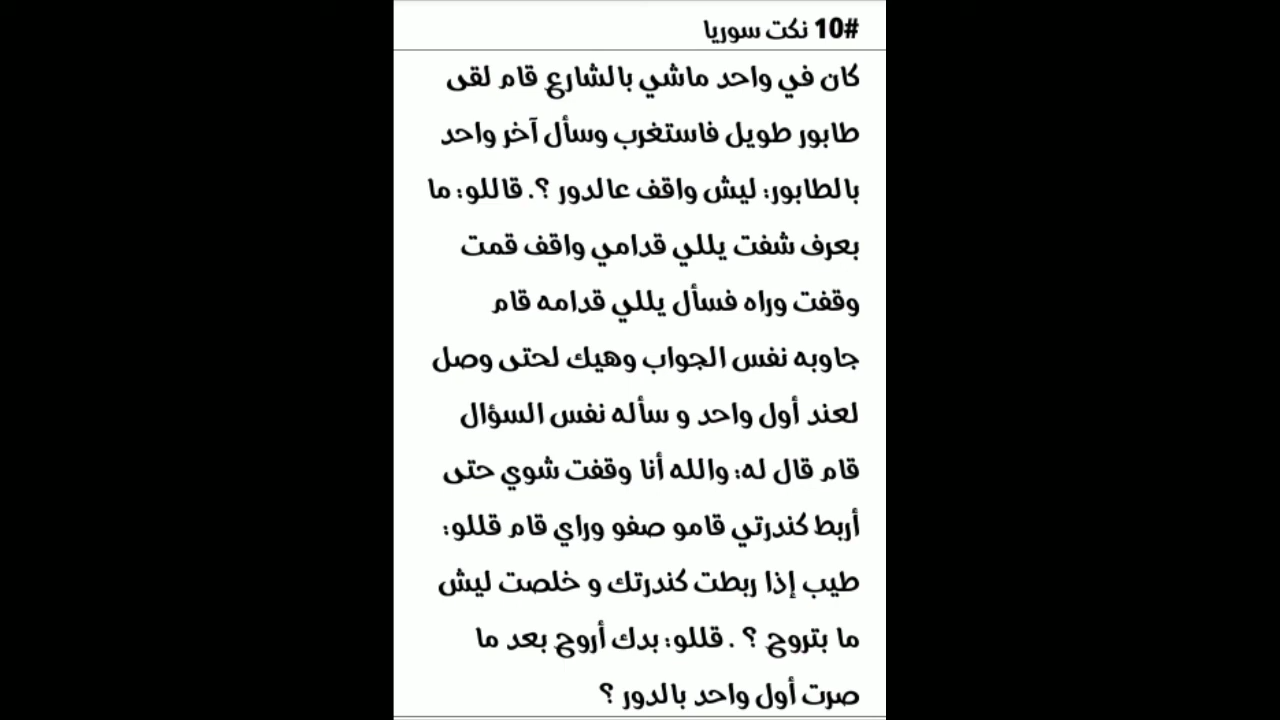 #10 نكت سوريا
كان في واحد ماشي بالشارع قام لقى
طابور طويل فاستغرب وسأل آخر واحد
بالطابور: ليش واقف عالدور ؟. قاللو: ما
بعرف شفت يللي قدامي واقف قمت
وقفت وراه فسأل يللي قدامه قام
جاوبه نفس الجواب وهيك لحتى وصل
لعند أول واحد و سأله نفس السؤال
قام قال له: والله أنا وقفت شوي حتى
أربط كندرتي قامو صفو وراي قام قللو:
طيب إذا ربطت كندرتك و خلصت ليش
ما بتروح ؟ . قللو: بدك أروح بعد ما
صرت أول واحد بالدور ؟